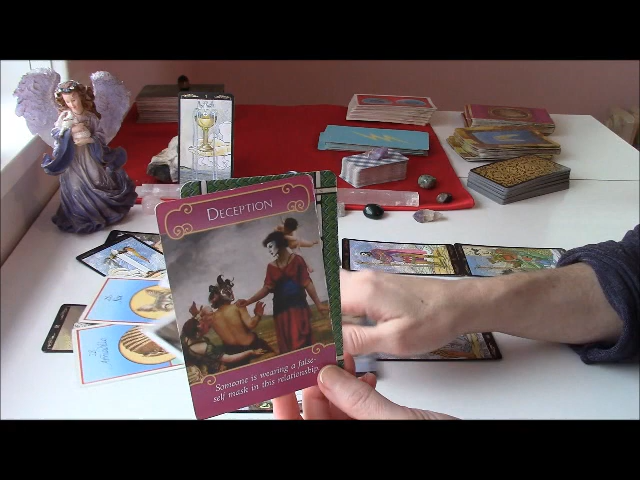 DECEPTION
Someone is wearing a false-
self mask in this relationship.